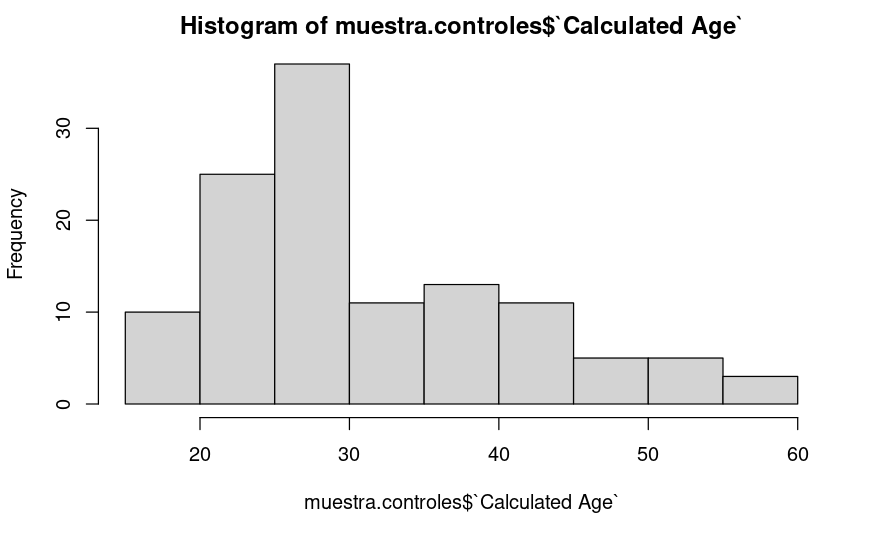 Histogram of muestra.controles$`Calculated Age`
Frequency
30
20
10
0
20 30 40 50 60
muestra.controles$`Calculated Age`